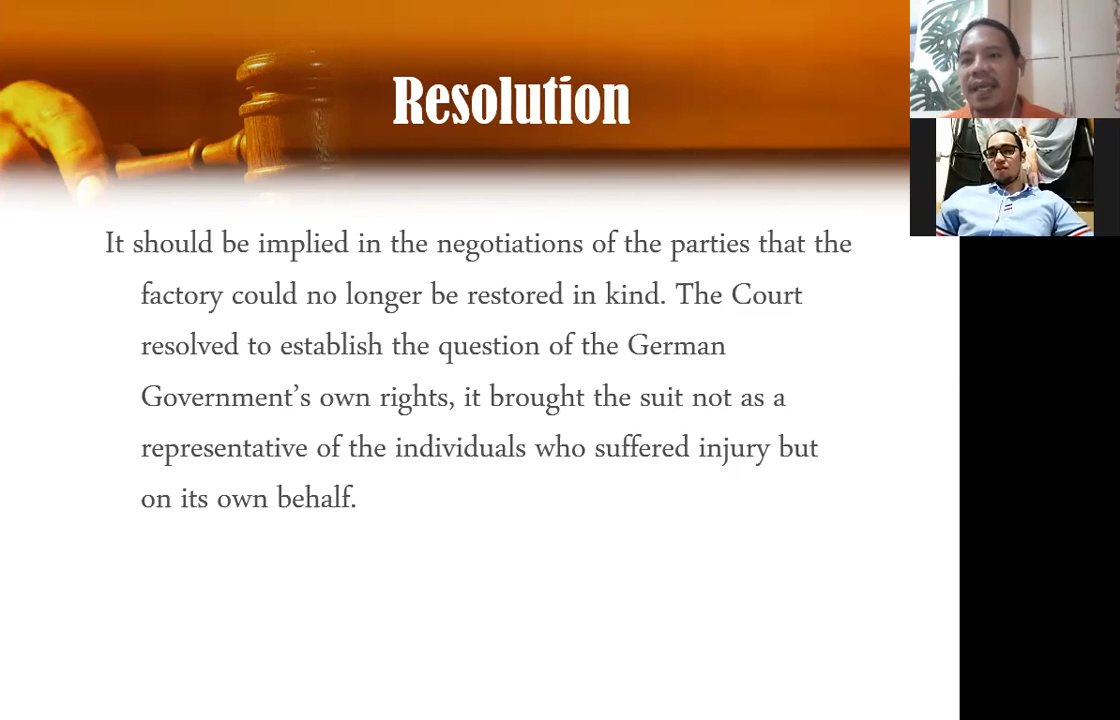 Resolution
It should be implied in the negotiations of the parties that the
factory could no longer be restored in kind. The Court
resolved to establish the question of the German
Government’s own rights, it brought the suit not as a
representative of the individuals who suffered injury but
on its own behalf.